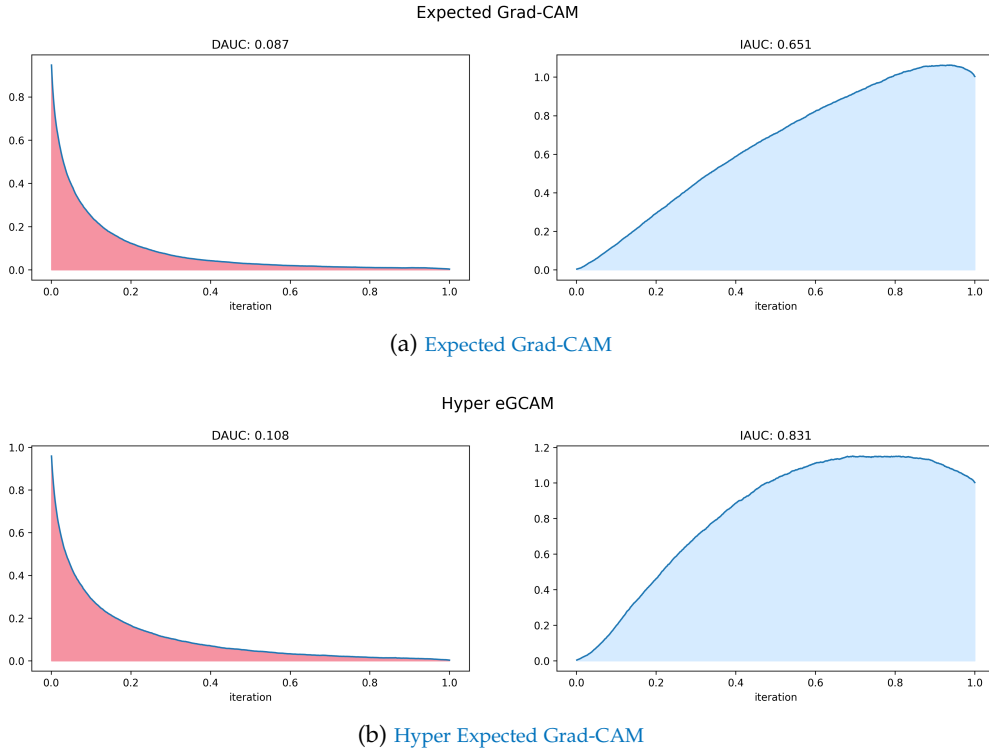 Expected Grad-CAM
DAUC: 0.087
0.8
0.6
0.4
0.2
0.0
0.0 0.2 0.4 0.6 0.8 1.0
iteration
IAUC: 0.651
1.0
0.8
0.6
0.4
0.2
0.0
0.0 0.2 0.4 0.6 0.8 1.0
iteration
(a) Expected Grad-CAM
Hyper eGCAM
DAUC: 0.108
1.0
0.8
0.6
0.4
0.2
0.0
0.0 0.2 0.4 0.6 0.8 1.0
iteration
IAUC: 0.831
1.2
1.0
0.8
0.6
0.4
0.2
0.0
0.0 0.2 0.4 0.6 0.8 1.0
iteration
(b) Hyper Expected Grad-CAM